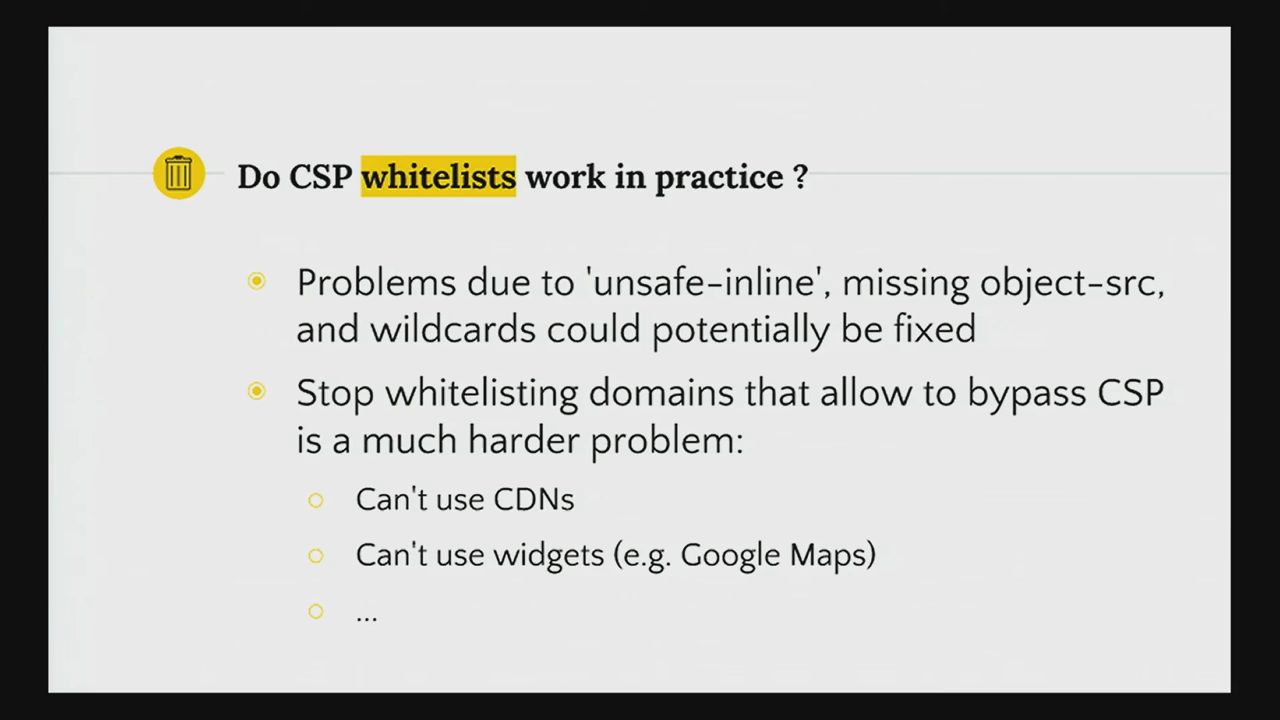 Do CSP whitelists work in practice ?
Problems due to 'unsafe-inline', missing object-src,
and wildcards could potentially be fixed
Stop whitelisting domains that allow to bypass CSP
is a much harder problem:
Can't use CDNs
Can't use widgets (e.g. Google Maps)
...